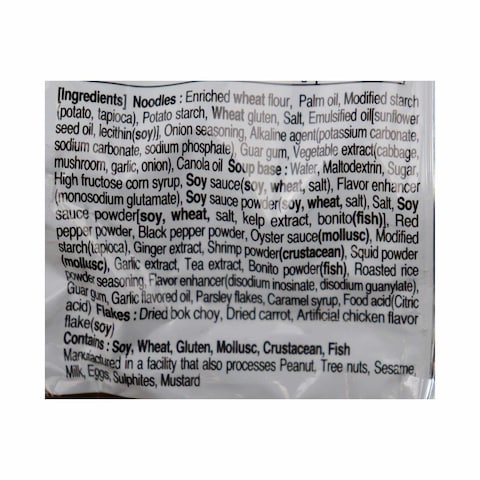 [Ingredients] Noodles : Enriched wheat flour, Palm oil, Modified starch
(potato, tapioca), Potato starch, Wheat gluten, Salt, Emulsified oil[sunflower
seed oil, lecithin(soy)], Onion seasoning, Alkaline agent(potassium carbonate,
sodium carbonate, sodium phosphate), Guar gum, Vegetable extract(cabbage,
mushroom, garlic, onion), Canola oil Soup base : Water, Maltodextrin, Sugar,
High fructose corn syrup, Soy sauce(soy, wheat, salt), Flavor enhancer
(monosodium glutamate), Soy sauce powder(soy, wheat, salt), Salt, Soy
sauce powder[soy, wheat, salt, kelp extract, bonito(fish)], Red
pepper powder, Black pepper powder, Oyster sauce(mollusc), Modified
starch(tapioca), Ginger extract, Shrimp powder(crustacean), Squid powder
(mollusc), Garlic extract, Tea extract, Bonito powder(fish), Roasted rice
powder seasoning, Flavor enhancer(disodium inosinate, disodium guanylate),
Guar gum, Garlic flavored oil, Parsley flakes, Caramel syrup, Food acid(Citric
acid) Flakes : Dried bok choy, Dried carrot, Artificial chicken flavor
flake(soy)
Contains : Soy, Wheat, Gluten, Mollusc, Crustacean, Fish
Manufactured in a facility that also processes Peanut, Tree nuts, Sesame,
Milk, Eggs, Sulphites, Mustard